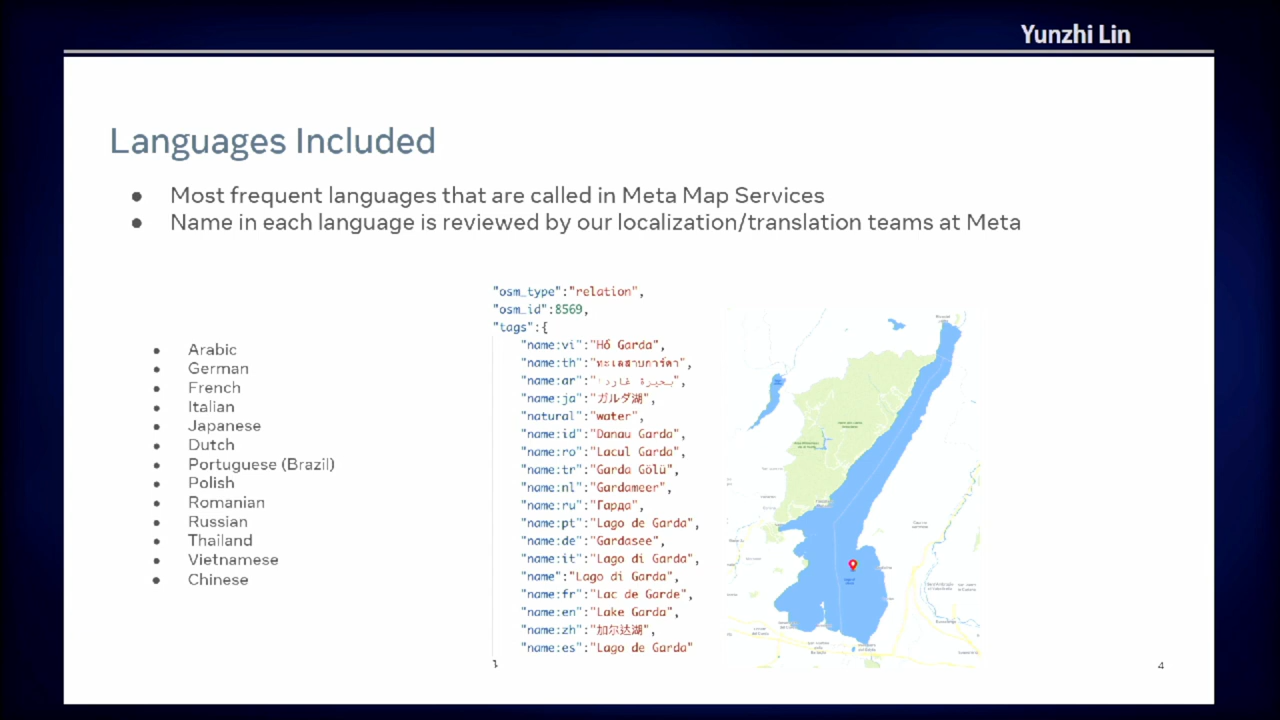 Yunzhi Lin
Languages Included
● Most frequent languages that are called in Meta Map Services
● Name in each language is reviewed by our localization/translation teams at Meta
● Arabic
● German
● French
● Italian
● Japanese
● Dutch
● Portuguese (Brazil)
● Polish
● Romanian
● Russian
● Thailand
● Vietnamese
● Chinese
"osm_type":"relation",
"osm_id":8569,
"tags":{
"name:vi":"Hồ Garda",
"name:th":"ทะเลสาบการ์ดา",
"name:ar":"بحيرة غاردا",
"name:ja":"ガルダ湖",
"natural":"water",
"name:id":"Danau Garda",
"name:ro":"Lacul Garda",
"name:tr":"Garda Gölü",
"name:nl":"Gardameer",
"name:ru":"Гарда",
"name:pt":"Lago de Garda",
"name:de":"Gardasee",
"name:it":"Lago di Garda",
"name":"Lago di Garda",
"name:fr":"Lac de Garde",
"name:en":"Lake Garda",
"name:zh":"加尔达湖",
"name:es":"Lago de Garda"
}
4